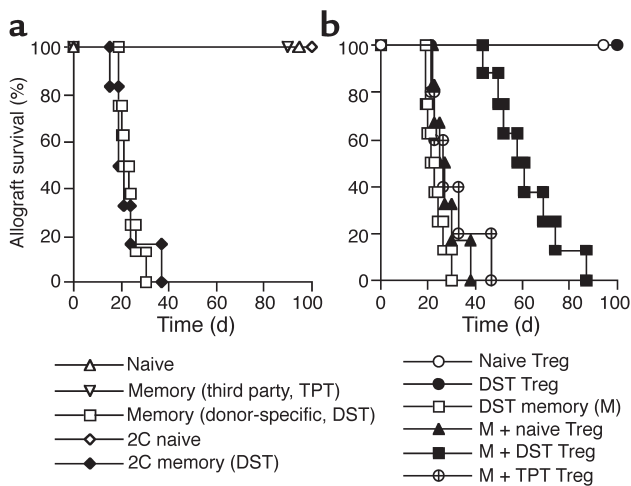 a
100
80
60
40
20
0
Allograft survival (%)
0 20 40 60 80 100
Time (d)
Naive
Memory (third party, TPT)
Memory (donor-specific, DST)
2C naive
2C memory (DST)
b
100
80
60
40
20
0
0 20 40 60 80 100
Time (d)
Naive Treg
DST Treg
DST memory (M)
M + naive Treg
M + DST Treg
M + TPT Treg